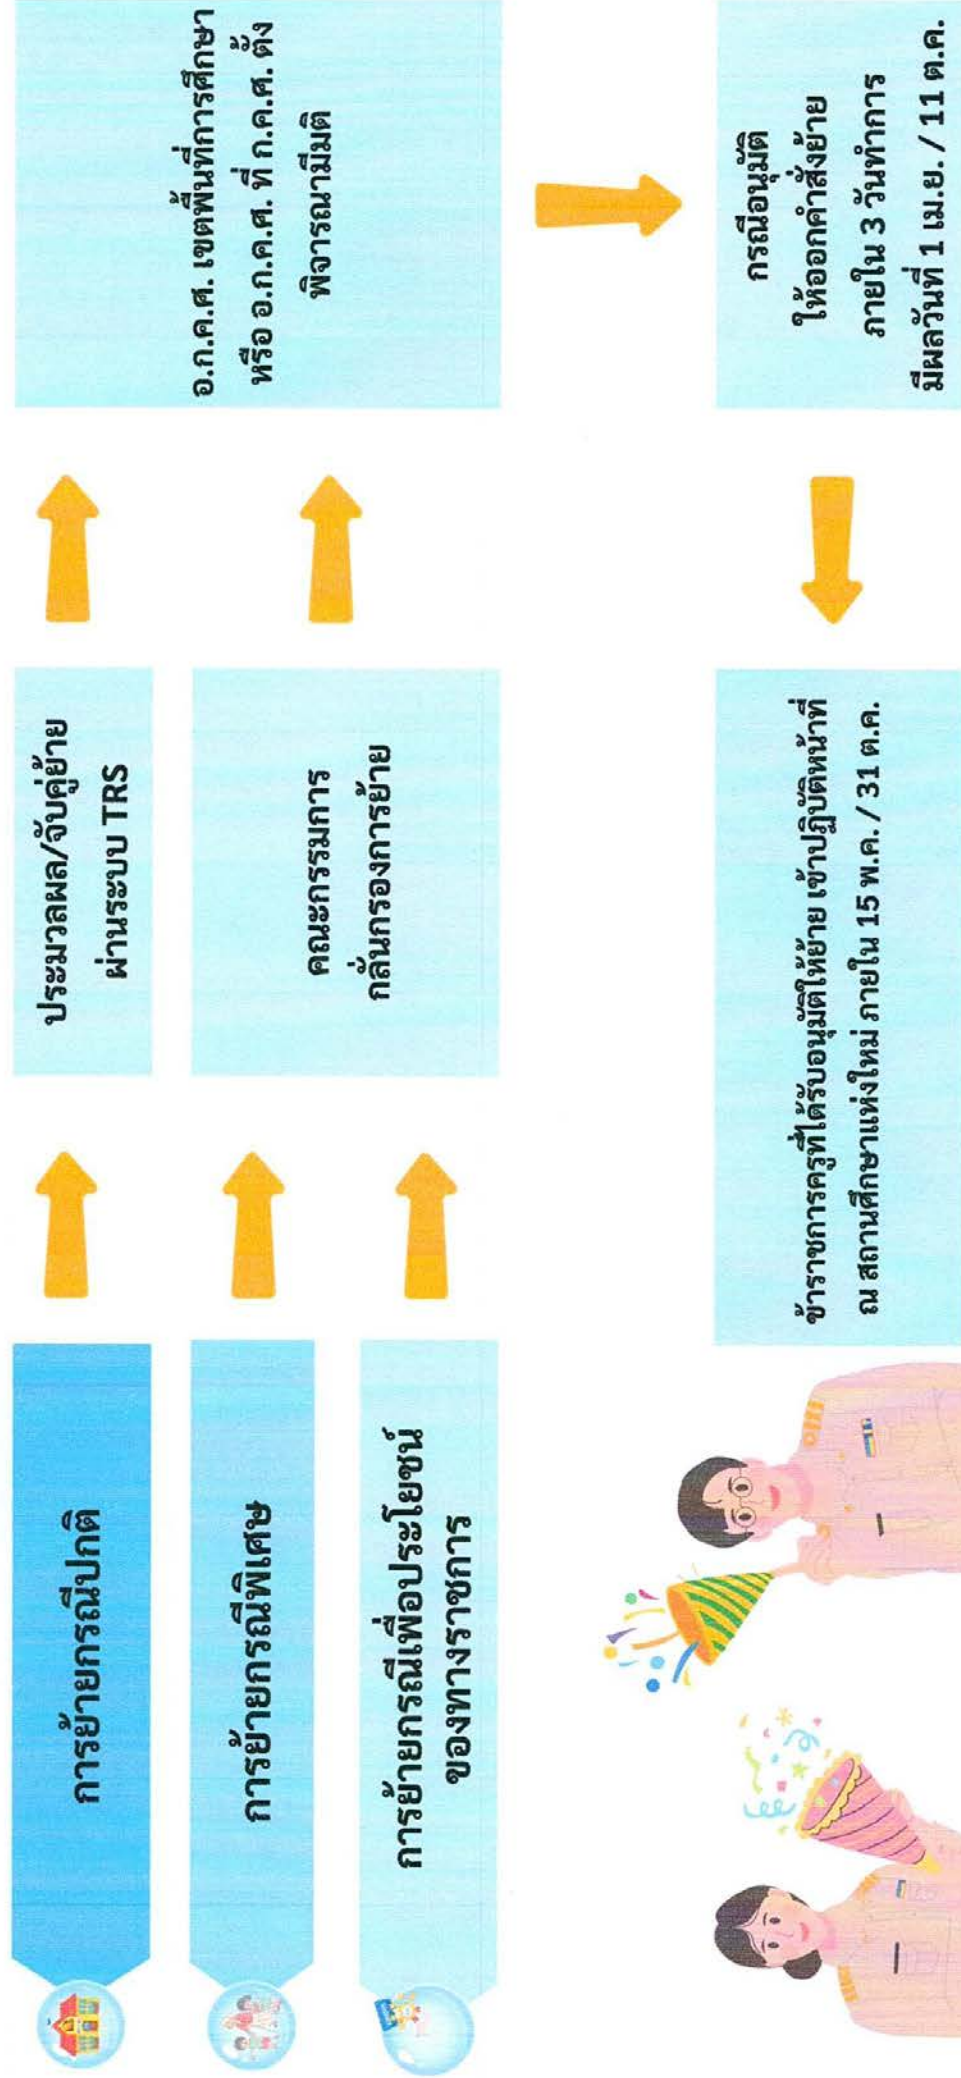 การย้ายกรณีปกติ
ประมวลผล/จับคู่ย้าย
ผ่านระบบ TRS
การย้ายกรณีพิเศษ
การย้ายกรณีเพื่อประโยชน์
ของทางราชการ
คณะกรรมการ
กลั่นกรองการย้าย
อ.ก.ค.ศ. เขตพื้นที่การศึกษา
หรือ อ.ก.ค.ศ. ที่ ก.ค.ศ. ตั้ง
พิจารณามีมติ
กรณีอนุมัติ
ให้ออกคำสั่งย้าย
ภายใน 3 วันทำการ
มีผลวันที่ 1 เม.ย. / 11 ต.ค.
ข้าราชการครูที่ได้รับอนุมัติให้ย้าย เข้าปฏิบัติหน้าที่
ณ สถานศึกษาแห่งใหม่ ภายใน 15 พ.ค. / 31 ต.ค.